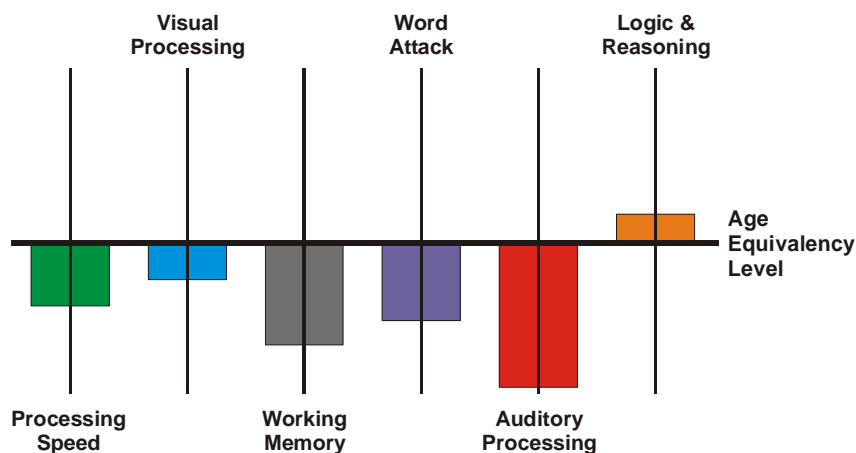 Visual
Processing
Word
Attack
Logic &
Reasoning
Age
Equivalency
Level
Processing
Speed
Working
Memory
Auditory
Processing